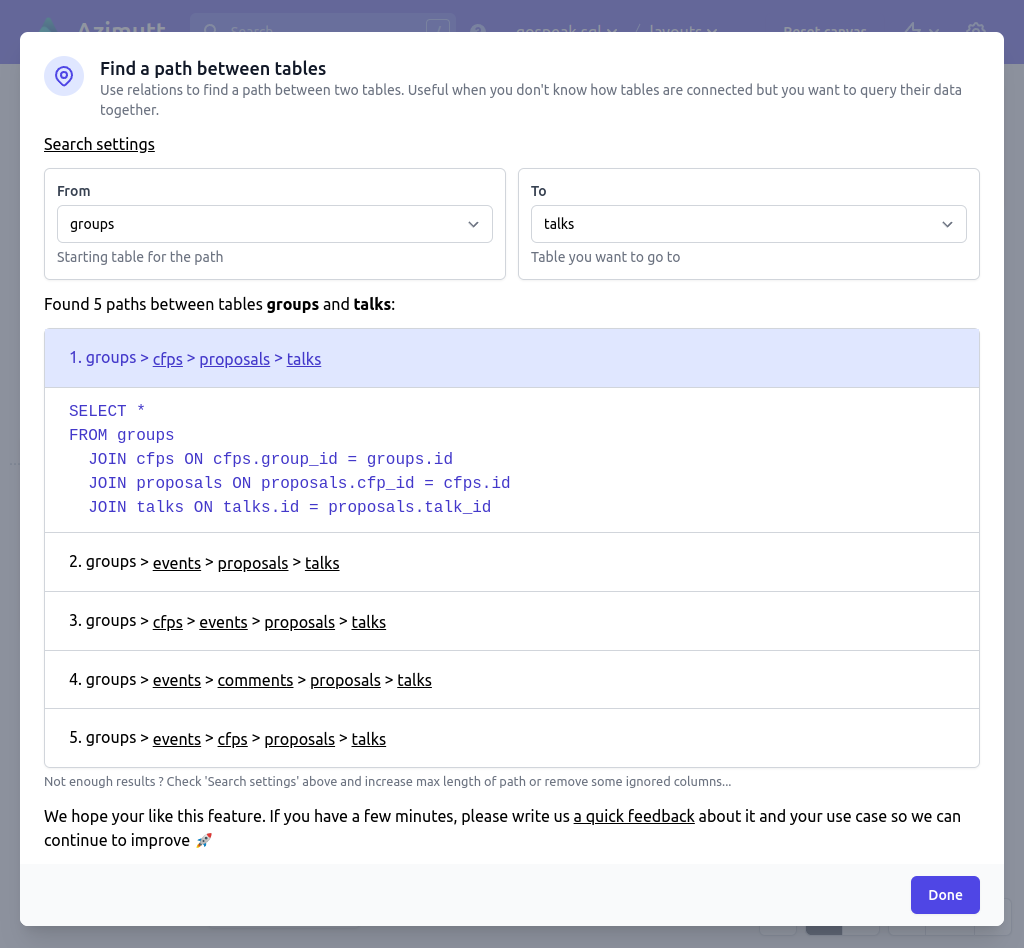 Azimutt Search / gospeak.sql / layouts Reset canvas
Find a path between tables
Use relations to find a path between two tables. Useful when you don't know how tables are connected but you want to query their data
together.
Search settings
From
groups
Starting table for the path
To
talks
Table you want to go to
Found 5 paths between tables groups and talks:
1. groups > cfps > proposals > talks
SELECT *
FROM groups
  JOIN cfps ON cfps.group_id = groups.id
  JOIN proposals ON proposals.cfp_id = cfps.id
  JOIN talks ON talks.id = proposals.talk_id
2. groups > events > proposals > talks
3. groups > cfps > events > proposals > talks
4. groups > events > comments > proposals > talks
5. groups > events > cfps > proposals > talks
Not enough results ? Check 'Search settings' above and increase max length of path or remove some ignored columns...
We hope your like this feature. If you have a few minutes, please write us a quick feedback about it and your use case so we can
continue to improve 🚀
Done